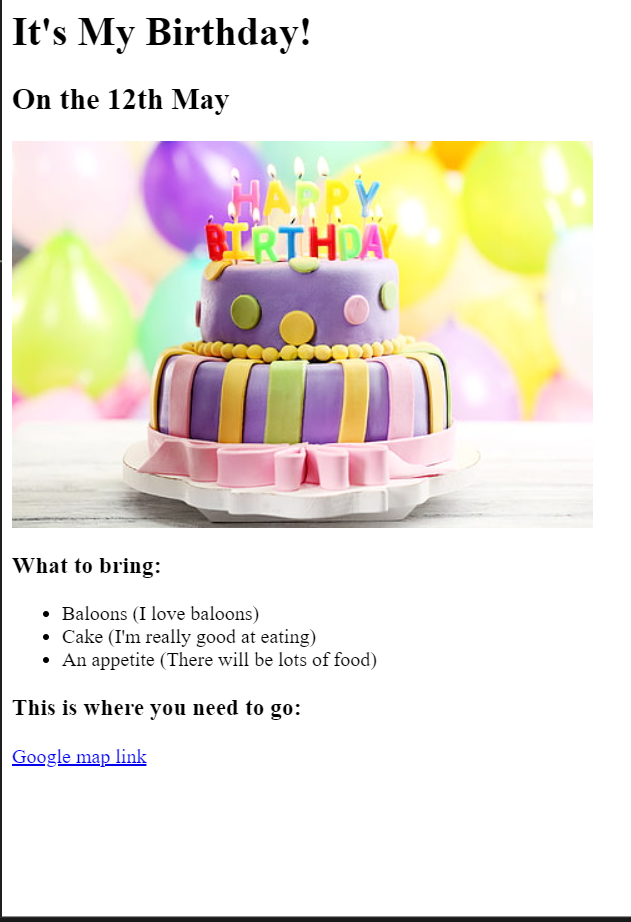 It's My Birthday!
On the 12th May
HAPPY
BIRTHDAY
What to bring:
Baloons (I love baloons)
Cake (I'm really good at eating)
An appetite (There will be lots of food)
This is where you need to go:
Google map link